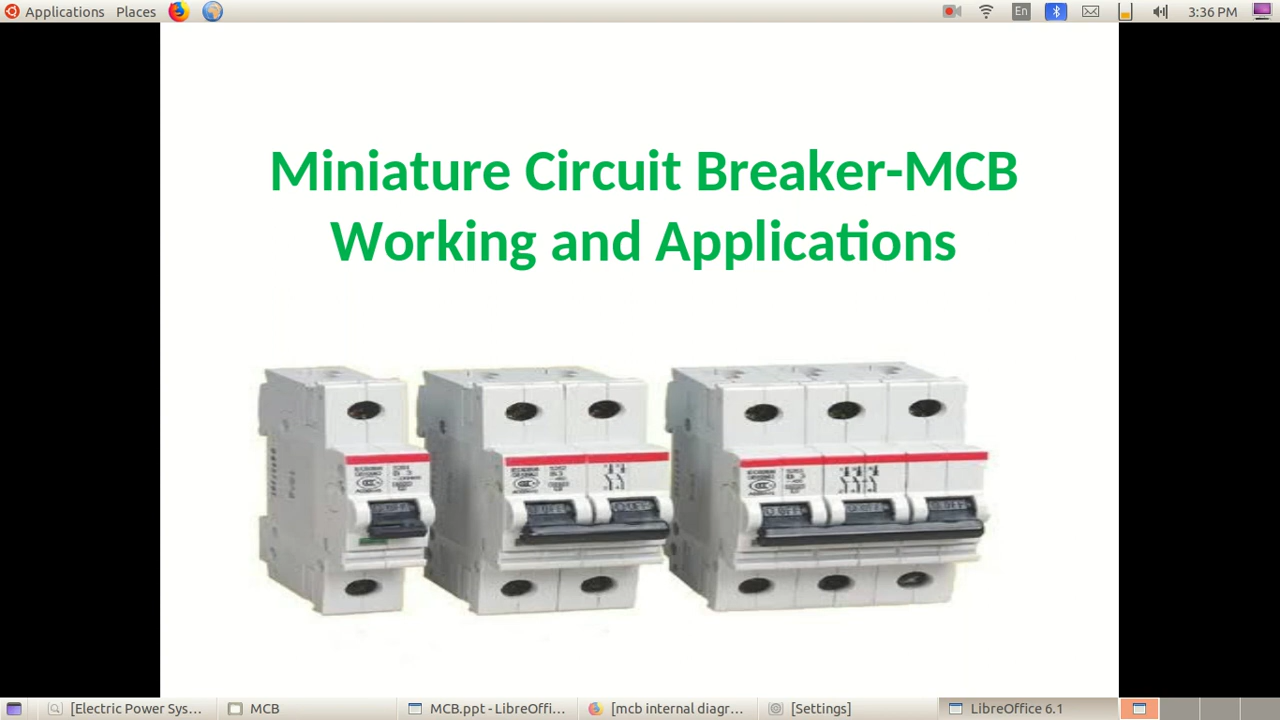 Applications Places En 3:36 PM
Miniature Circuit Breaker-MCB
Working and Applications
[Electric Power Sys... MCB MCB.ppt - LibreOffi... [mcb internal diagr... [Settings] LibreOffice 6.1